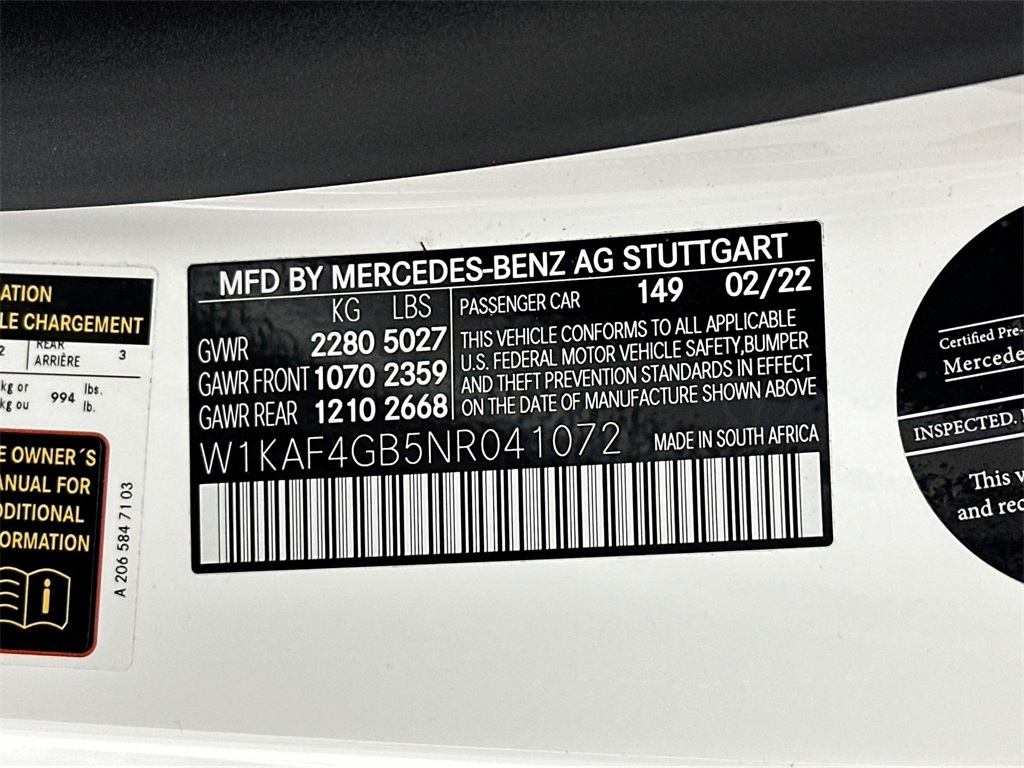 MFD BY MERCEDES-BENZ AG STUTTGART
KG LBS
GVWR 2280 5027
GAWR FRONT 1070 2359
GAWR REAR 1210 2668
PASSENGER CAR 149 02/22
THIS VEHICLE CONFORMS TO ALL APPLICABLE
U.S. FEDERAL MOTOR VEHICLE SAFETY,BUMPER
AND THEFT PREVENTION STANDARDS IN EFFECT
ON THE DATE OF MANUFACTURE SHOWN ABOVE
W1KAF4GB5NR041072 MADE IN SOUTH AFRICA
ATION
LE CHARGEMENT
2 REAR 3
ARRIÈRE
kg or 994 lbs.
kg ou lb.
E OWNER´S
ANUAL FOR
DDITIONAL
ORMATION
i
A 206 584 71 03
Certified Pre-
Mercede
INSPECTED.
This v
and rec